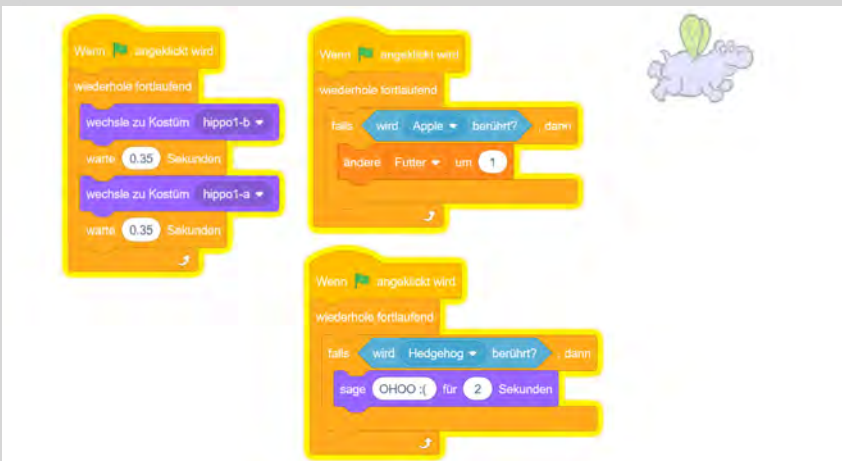 Wenn angeklickt wird
wiederhole fortlaufend
wechsle zu Kostüm hippo1-b
warte 0.35 Sekunden
wechsle zu Kostüm hippo1-a
warte 0.35 Sekunden
Wenn angeklickt wird
wiederhole fortlaufend
falls wird Apple berührt? , dann
ändere Futter um 1
Wenn angeklickt wird
wiederhole fortlaufend
falls wird Hedgehog berührt? , dann
sage OHOO :( für 2 Sekunden